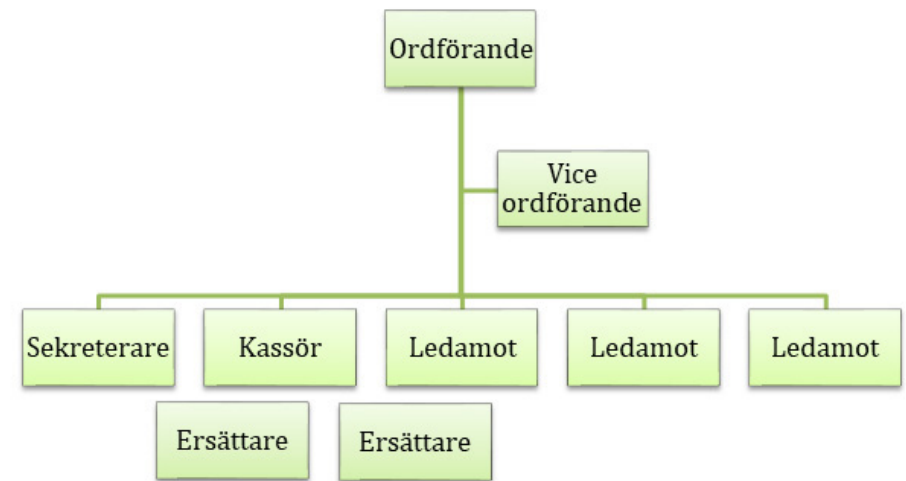 Ordförande
Vice
ordförande
Sekreterare
Kassör
Ledamot
Ledamot
Ledamot
Ersättare
Ersättare